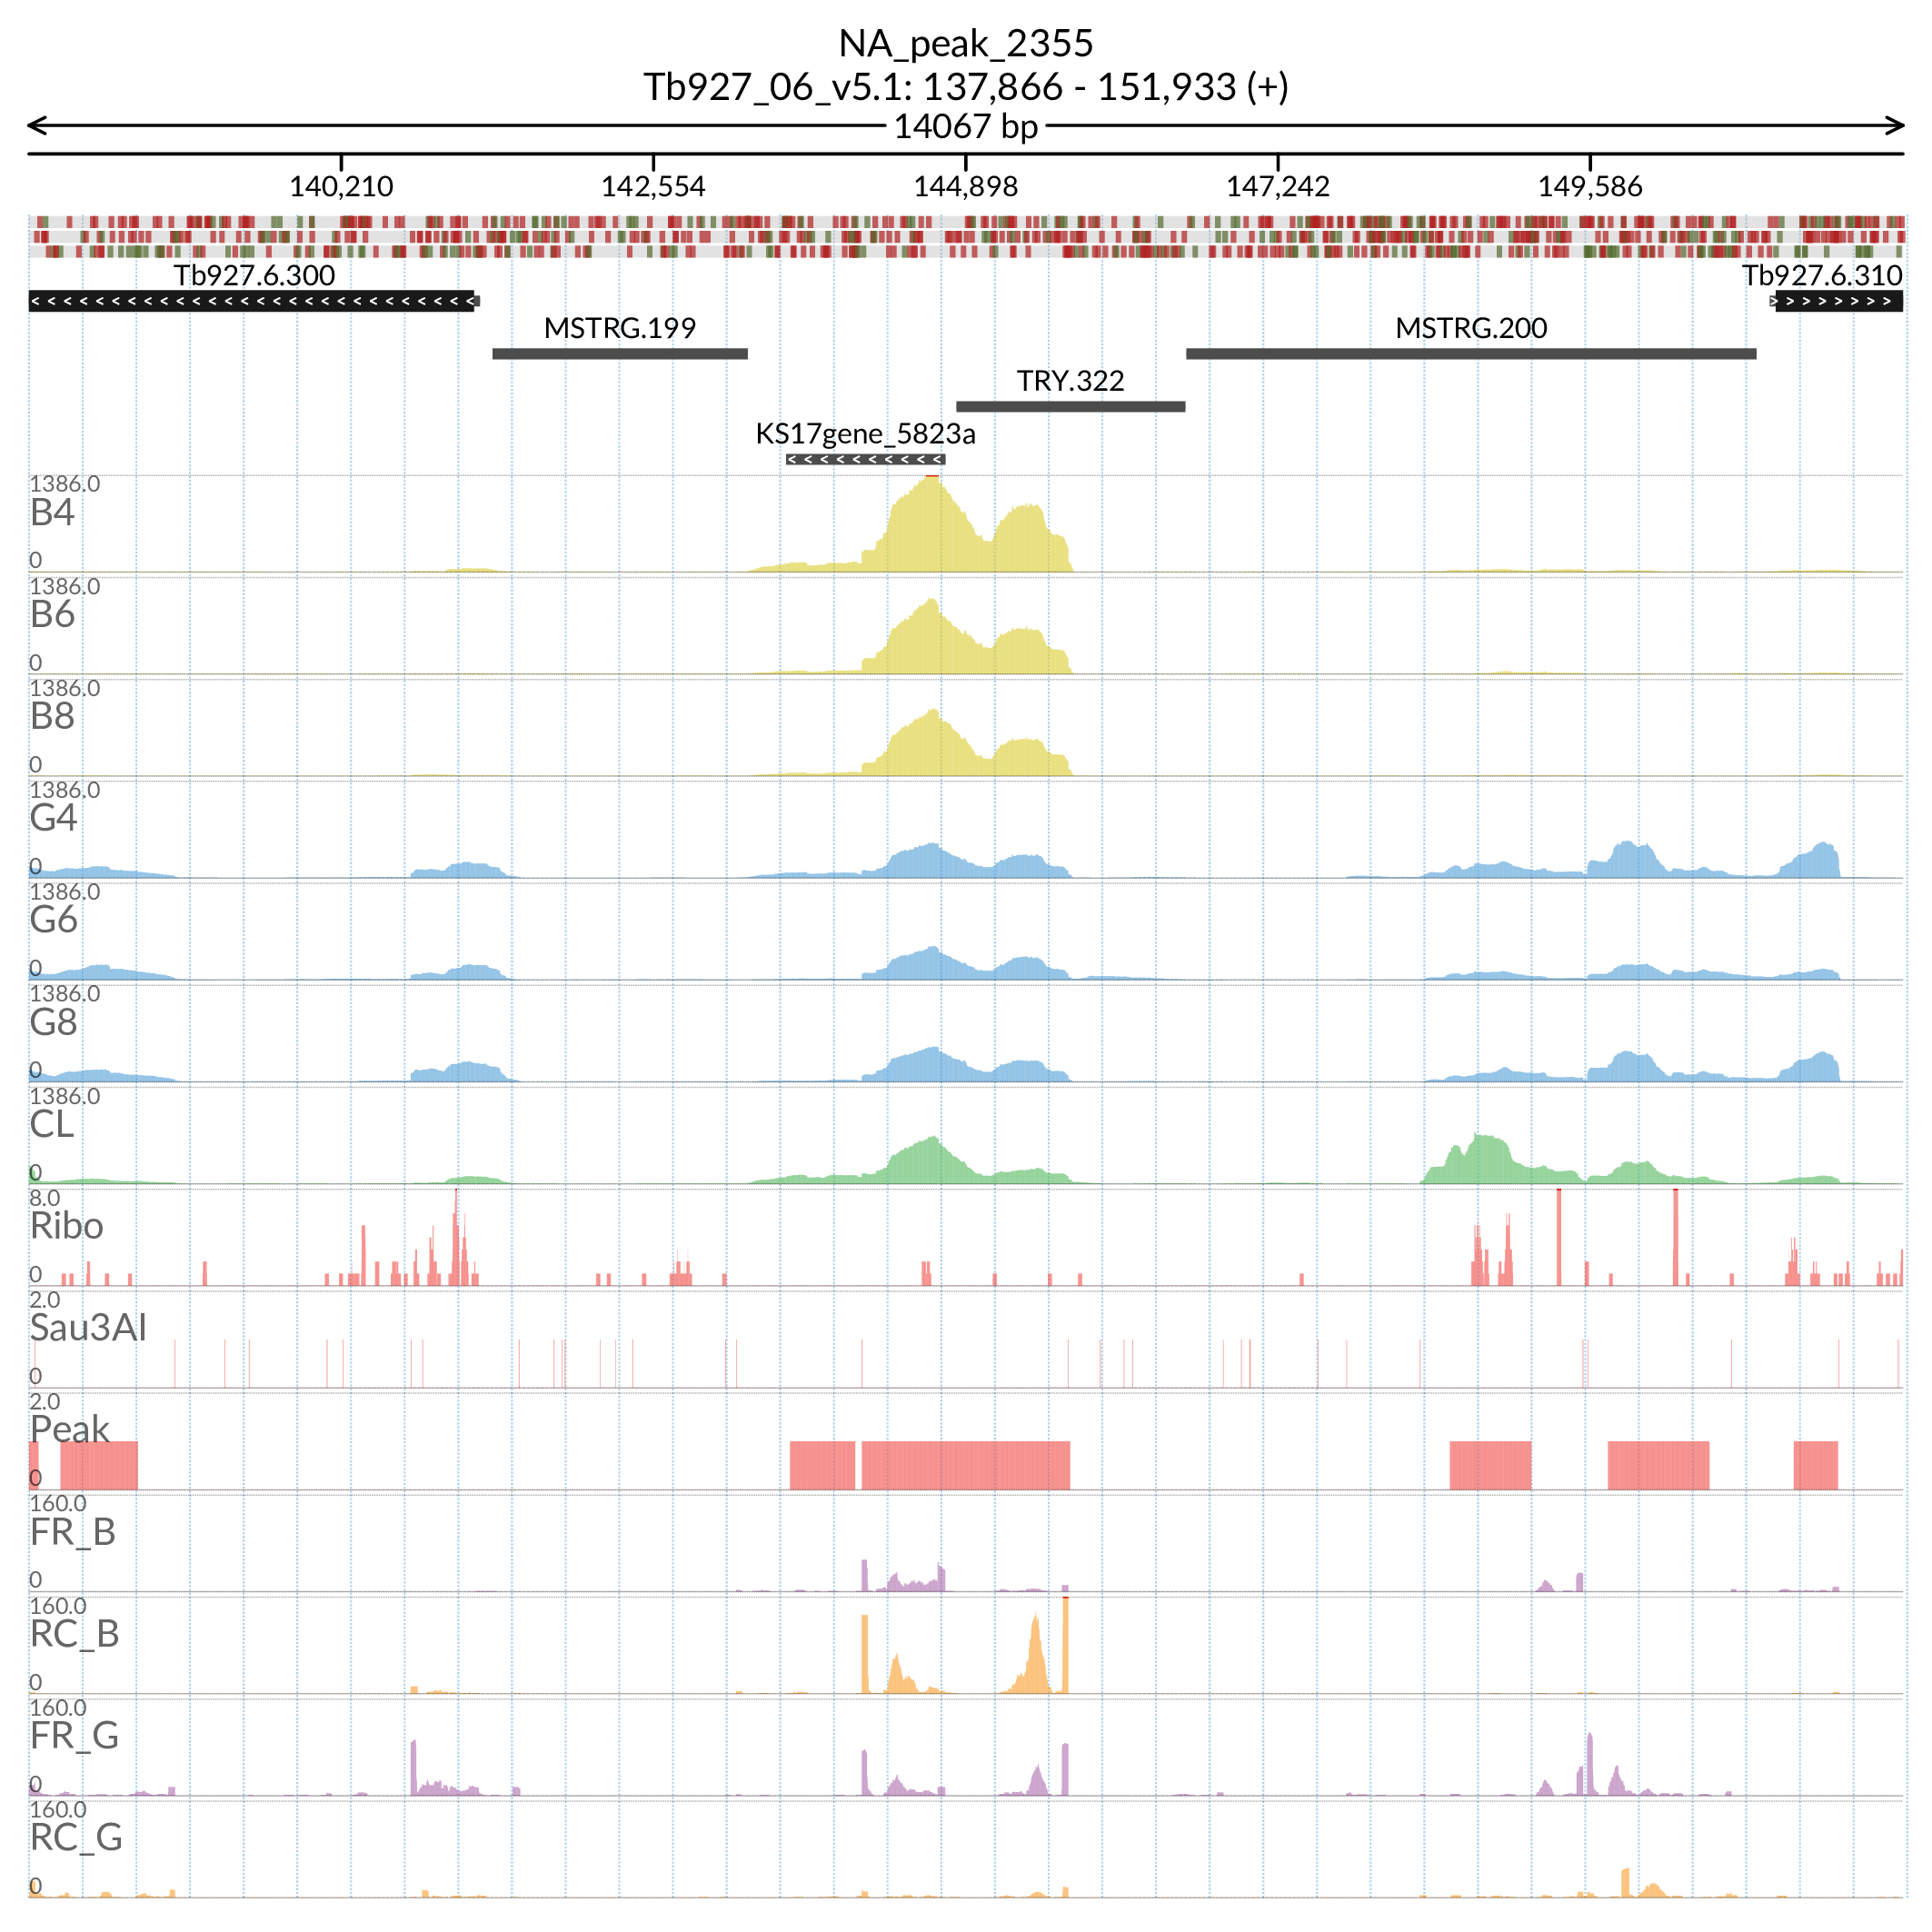 NA_peak_2355
Tb927_06_v5.1: 137,866 - 151,933 (+)
14067 bp
140,210 142,554 144,898 147,242 149,586
Tb927.6.300 Tb927.6.310
MSTRG.199 MSTRG.200
TRY.322
KS17gene_5823a
1386.0
B4
0
1386.0
B6
0
1386.0
B8
0
1386.0
G4
0
1386.0
G6
0
1386.0
G8
0
1386.0
CL
0
8.0
Ribo
0
2.0
Sau3AI
0
2.0
Peak
0
160.0
FR_B
0
160.0
RC_B
0
160.0
FR_G
0
160.0
RC_G
0